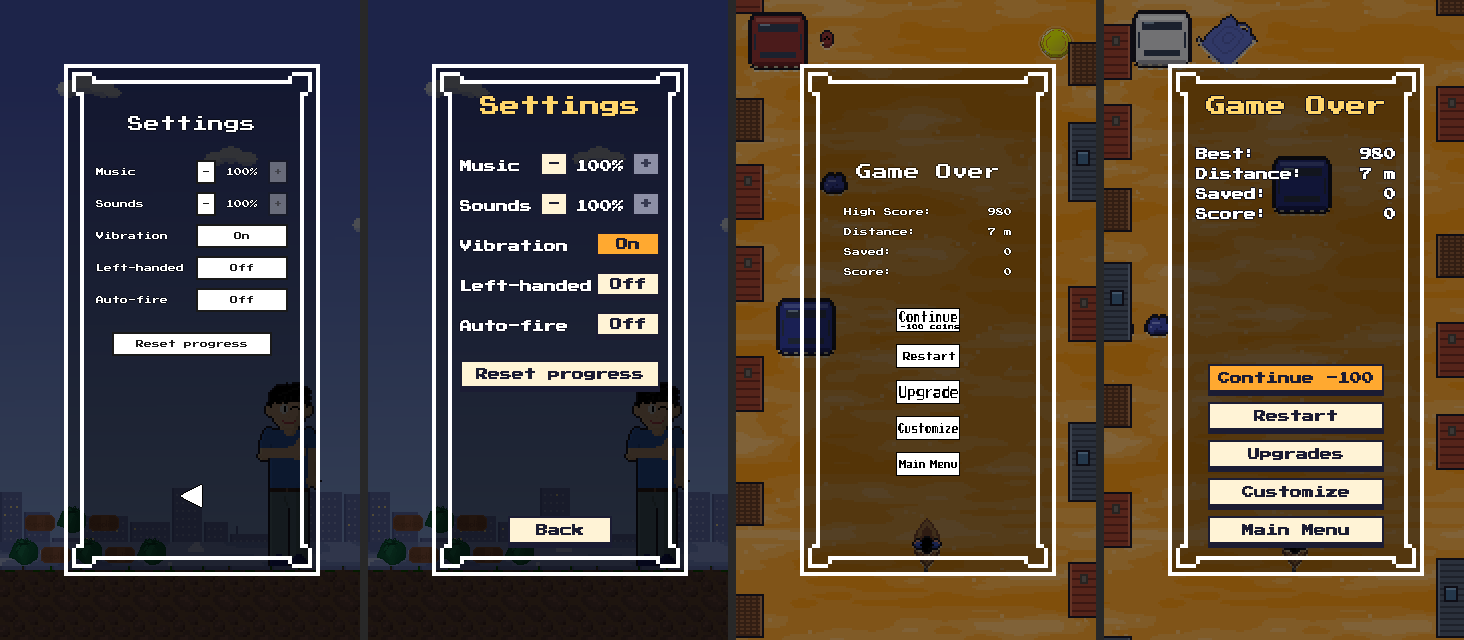 Settings
Music - 100% +
Sounds - 100% +
Vibration On
Left-handed Off
Auto-fire Off
Reset progress
Settings
Music - 100% +
Sounds - 100% +
Vibration On
Left-handed Off
Auto-fire Off
Reset progress
Back
Game Over
High Score: 980
Distance: 7 m
Saved: 0
Score: 0
Continue
-100 coins
Restart
Upgrade
Customize
Main Menu
Game Over
Best: 980
Distance: 7 m
Saved: 0
Score: 0
Continue -100
Restart
Upgrades
Customize
Main Menu